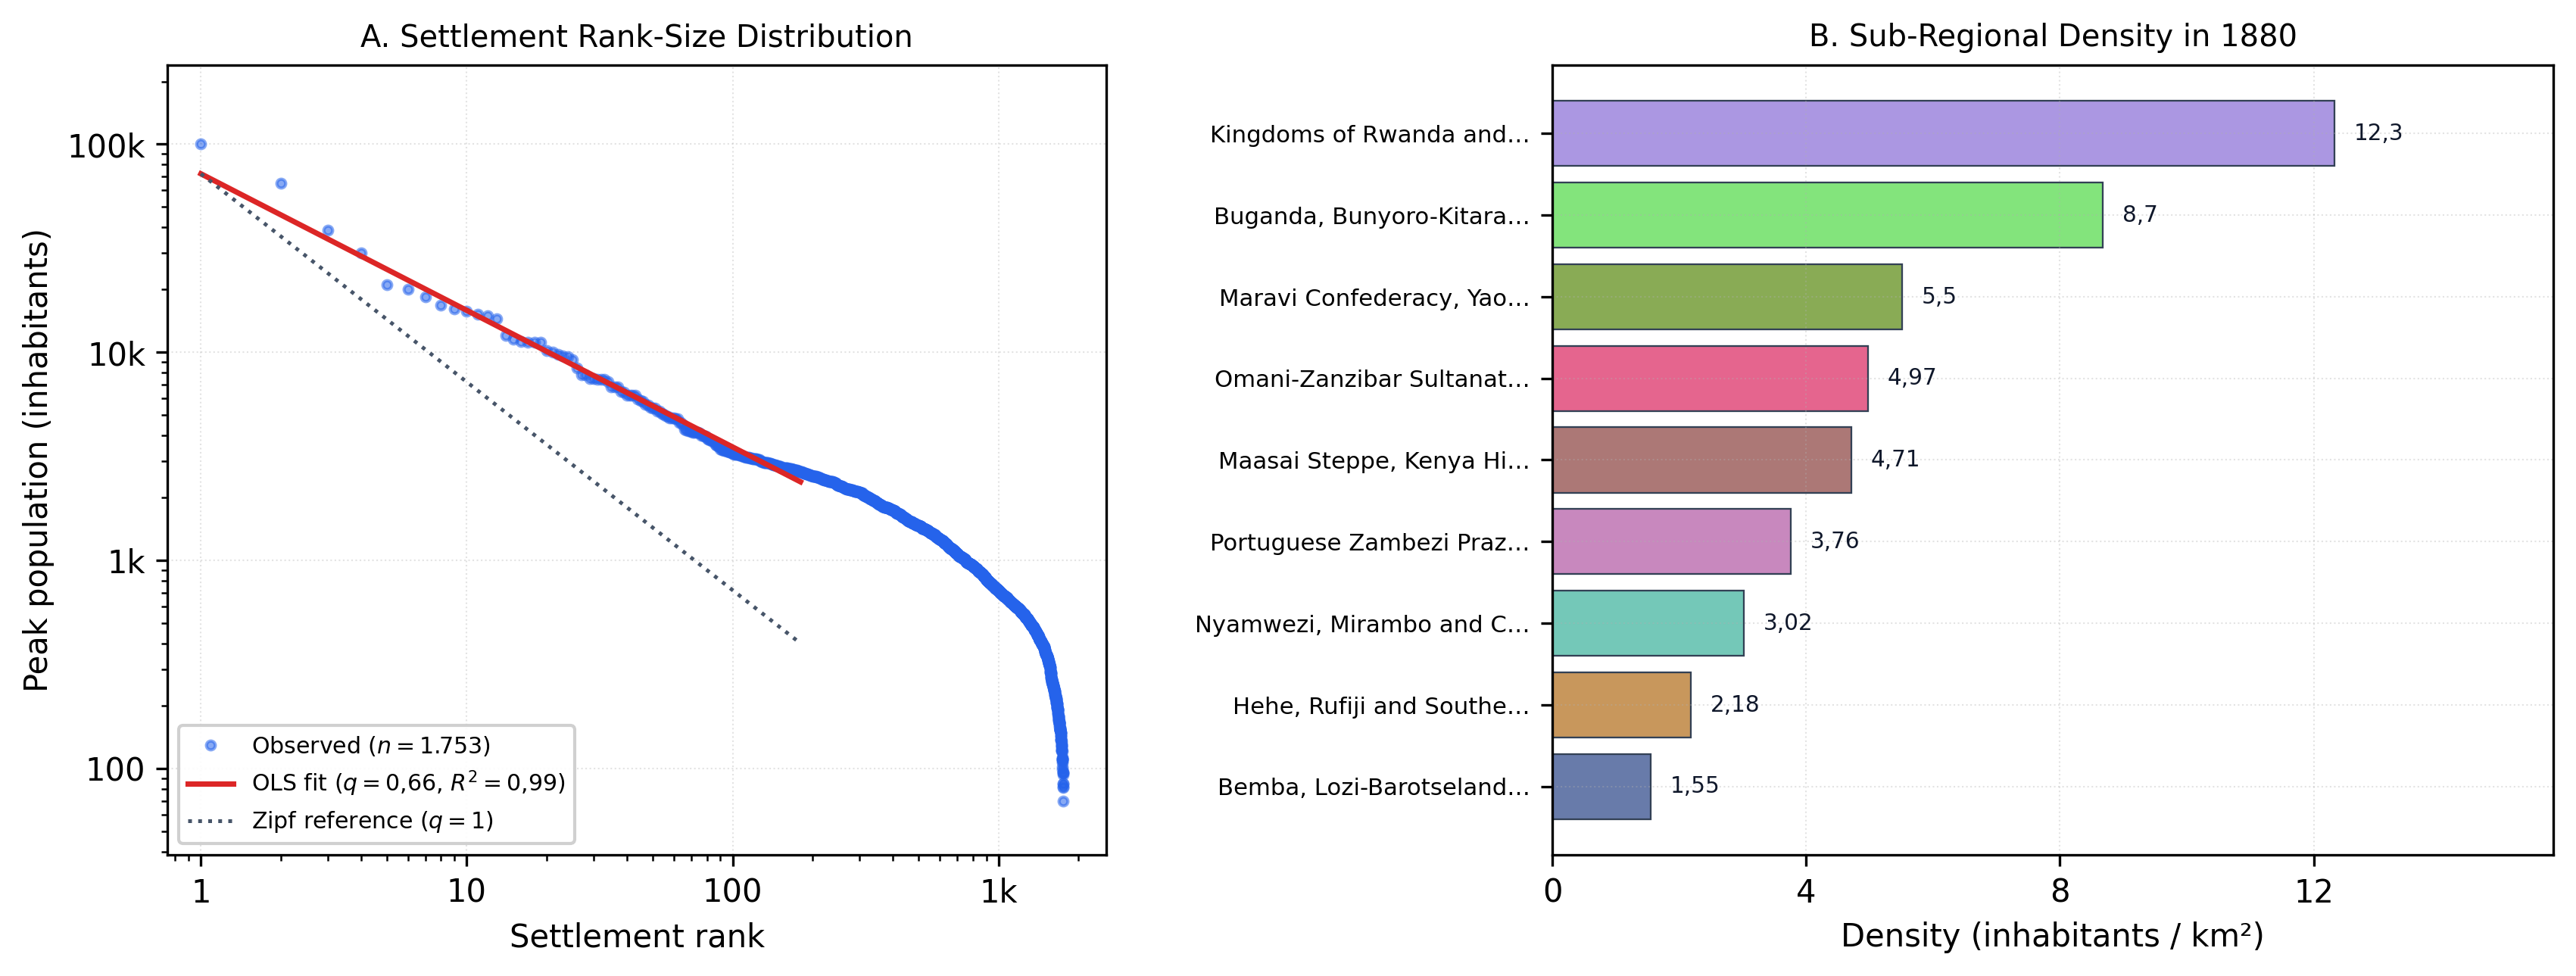 A. Settlement Rank-Size Distribution
Peak population (inhabitants)
100k
10k
1k
100
Observed (n = 1.753)
OLS fit (q = 0,66, R² = 0,99)
Zipf reference (q = 1)
1
10
100
1k
Settlement rank
B. Sub-Regional Density in 1880
Kingdoms of Rwanda and... 12,3
Buganda, Bunyoro-Kitara... 8,7
Maravi Confederacy, Yao... 5,5
Omani-Zanzibar Sultanat... 4,97
Maasai Steppe, Kenya Hi... 4,71
Portuguese Zambezi Praz... 3,76
Nyamwezi, Mirambo and C... 3,02
Hehe, Rufiji and Southe... 2,18
Bemba, Lozi-Barotseland... 1,55
0
4
8
12
Density (inhabitants / km²)